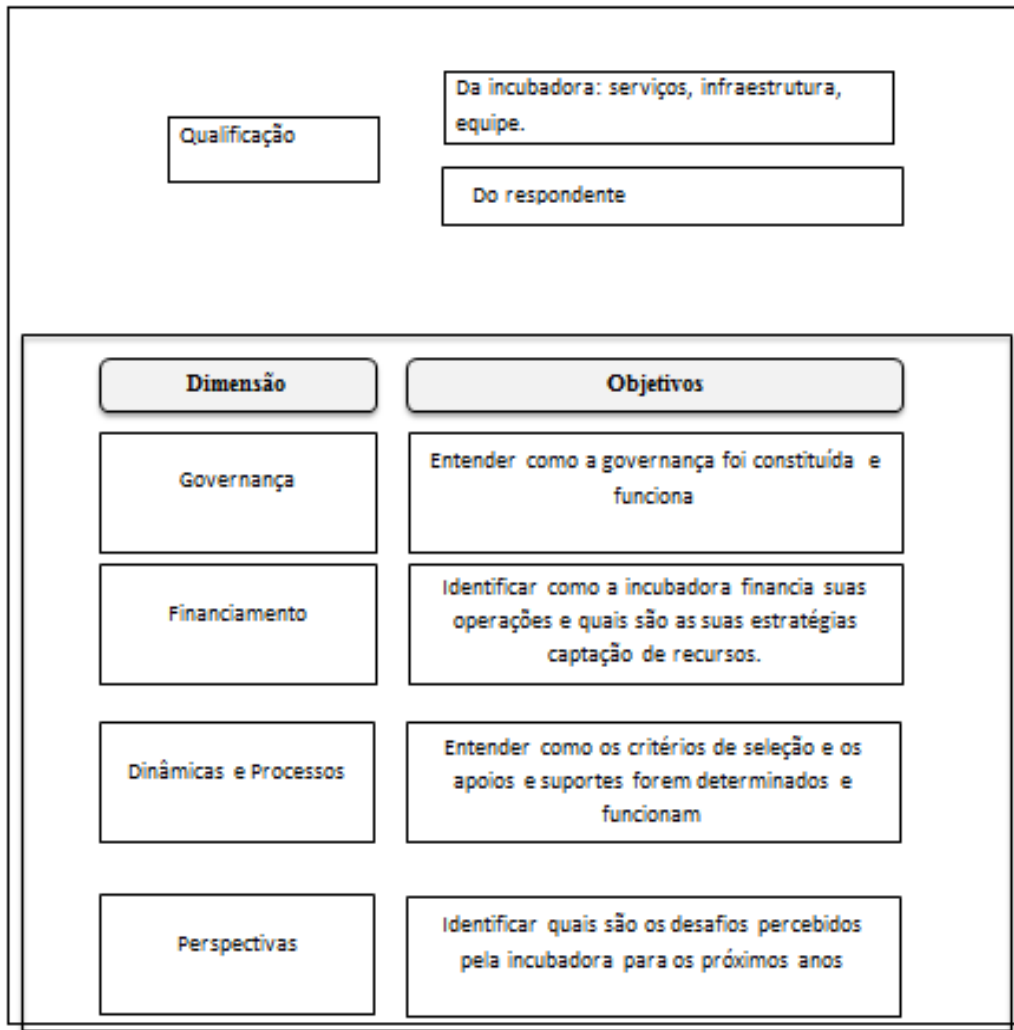 Qualificação
Da incubadora: serviços, infraestrutura,
equipe.
Do respondente
Dimensão
Objetivos
Governança
Entender como a governança foi constituída e
funciona
Financiamento
Identificar como a incubadora financia suas
operações e quais são as suas estratégias
captação de recursos.
Dinâmicas e Processos
Entender como os critérios de seleção e os
apoios e suportes forem determinados e
funcionam
Perspectivas
Identificar quais são os desafios percebidos
pela incubadora para os próximos anos